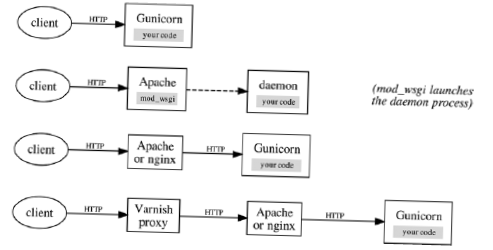 client
HTTP
Gunicorn
your code
client
HTTP
Apache
mod_wsgi
daemon
your code
(mod_wsgi launches
the daemon process)
client
HTTP
Apache
or nginx
HTTP
Gunicorn
your code
client
HTTP
Varnish
proxy
HTTP
Apache
or nginx
HTTP
Gunicorn
your code